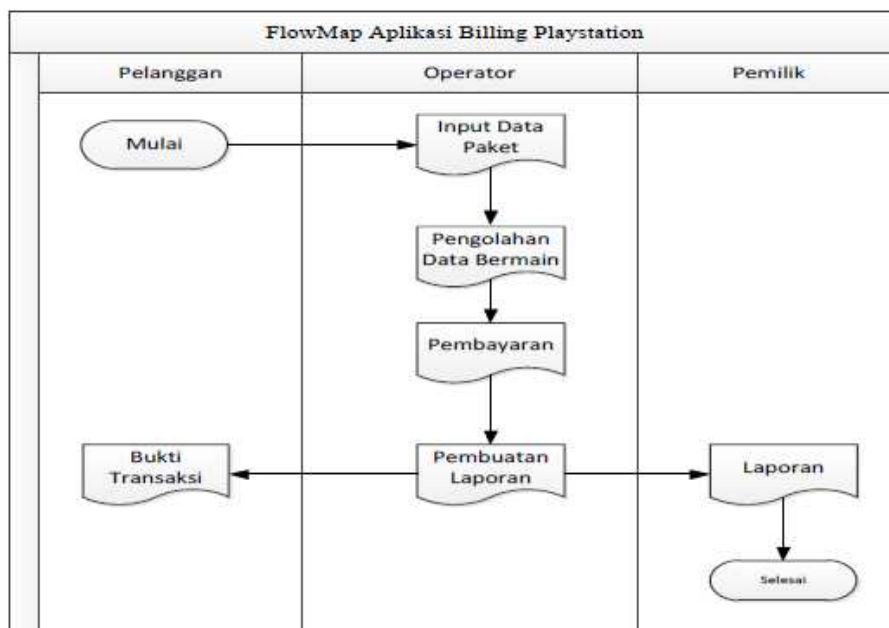 FlowMap Aplikasi Billing Playstation
Pelanggan
Operator
Pemilik
Mulai
Input Data
Paket
Pengolahan
Data Bermain
Pembayaran
Bukti
Transaksi
Pembuatan
Laporan
Laporan
Selesai